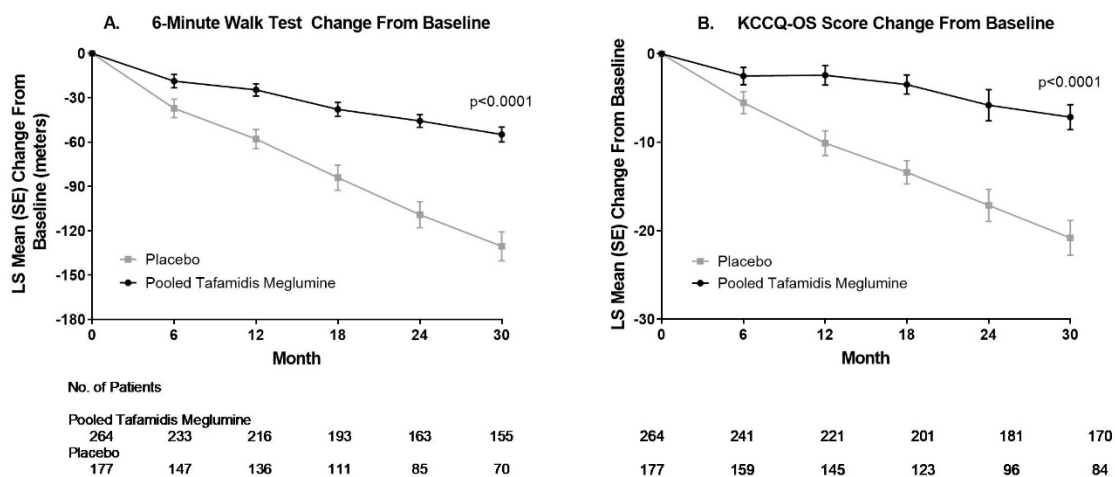 A. 6-Minute Walk Test Change From Baseline
LS Mean (SE) Change From
Baseline (meters)
0
-30
-60
-90
-120
-150
-180
p<0.0001
Placebo
Pooled Tafamidis Meglumine
0 6 12 18 24 30
Month
B. KCCQ-OS Score Change From Baseline
LS Mean (SE) Change From Baseline
0
-10
-20
-30
p<0.0001
Placebo
Pooled Tafamidis Meglumine
0 6 12 18 24 30
Month
No. of Patients
Pooled Tafamidis Meglumine
264 233 216 193 163 155 264 241 221 201 181 170
Placebo
177 147 136 111 85 70 177 159 145 123 96 84